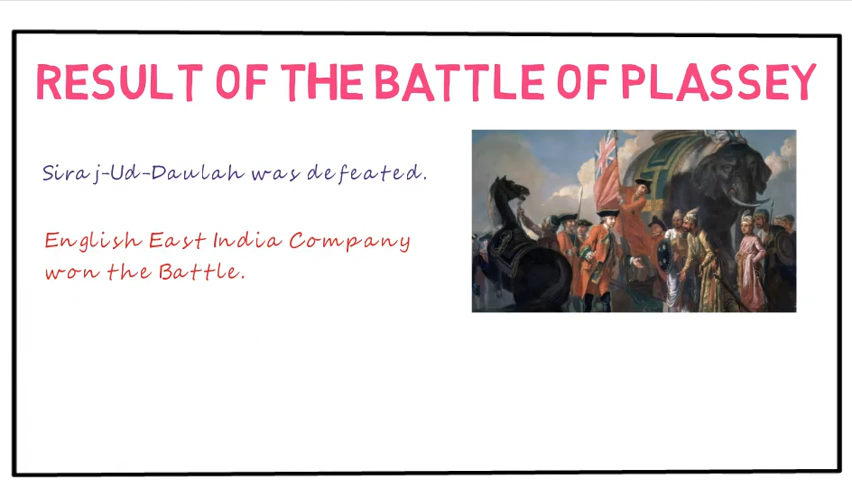 RESULT OF THE BATTLE OF PLASSEY
Siraj-Ud-Daulah was defeated.
English East India Company
won the Battle.